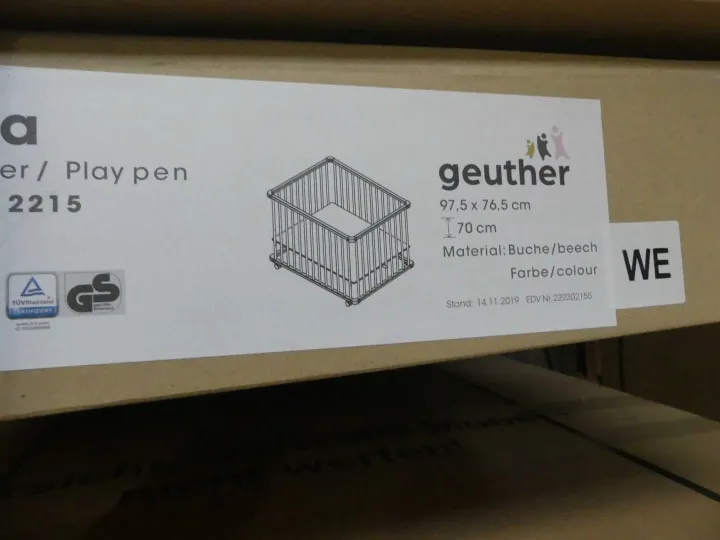 a
er / Play pen
2215
geuther
97,5 x 76,5 cm
70 cm
Material: Buche/beech
Farbe/colour
WE
Stand: 14.11.2019 EDV Nr. 222302155
TÜVRheinland
GS